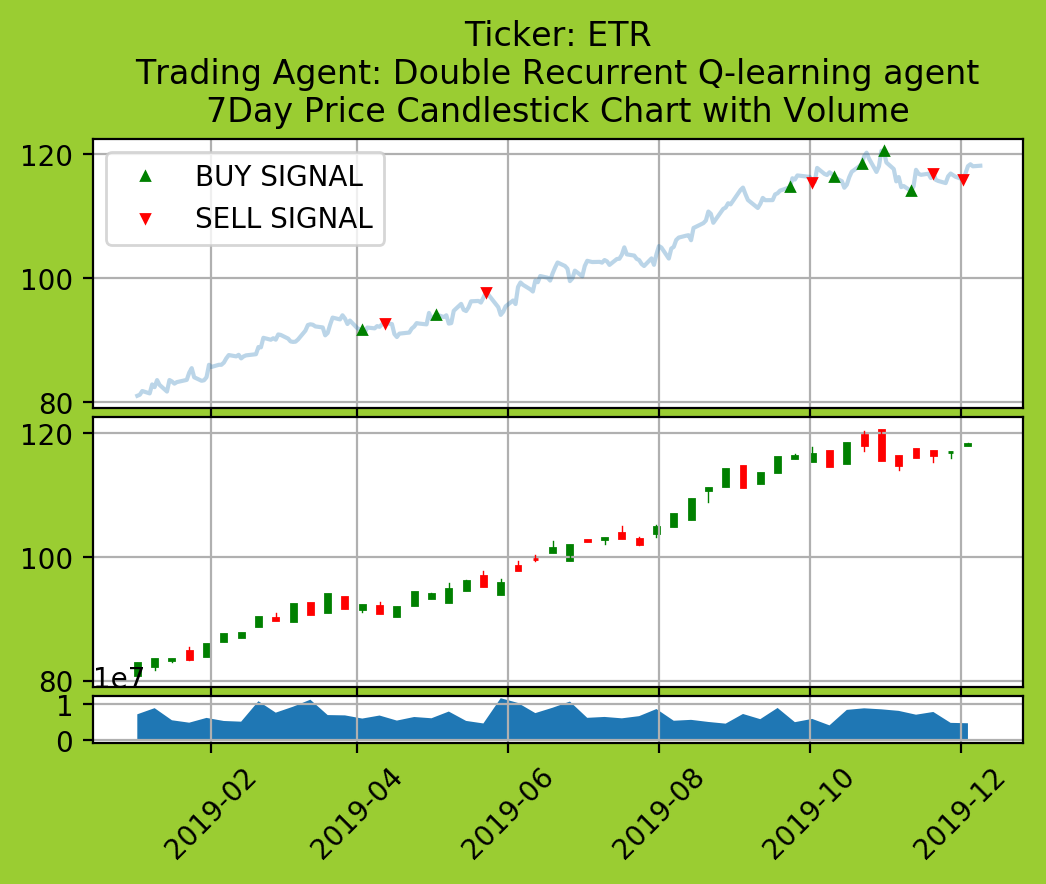 Ticker: ETR
Trading Agent: Double Recurrent Q-learning agent
7Day Price Candlestick Chart with Volume
120
100
80
BUY SIGNAL
SELL SIGNAL
120
100
80
1e7
1
0
2019-02
2019-04
2019-06
2019-08
2019-10
2019-12